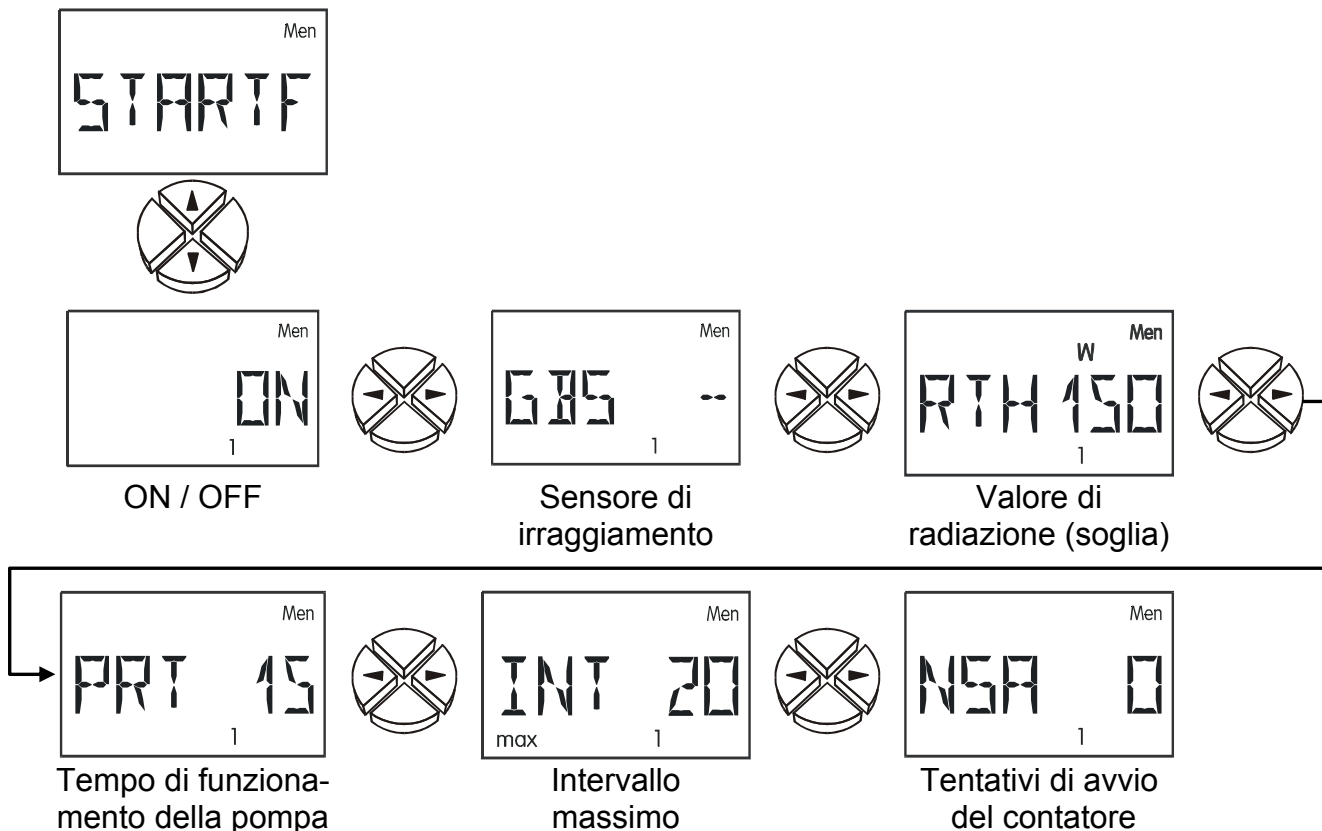 Men
STARTF
Men
ON
1
ON / OFF
Men
GBS --
1
Sensore di
irraggiamento
Men
W
RTH 150
1
Valore di
radiazione (soglia)
Men
PRT 15
1
Tempo di funziona-
mento della pompa
Men
INT 20
max 1
Intervallo
massimo
Men
NSA 0
1
Tentativi di avvio
del contatore